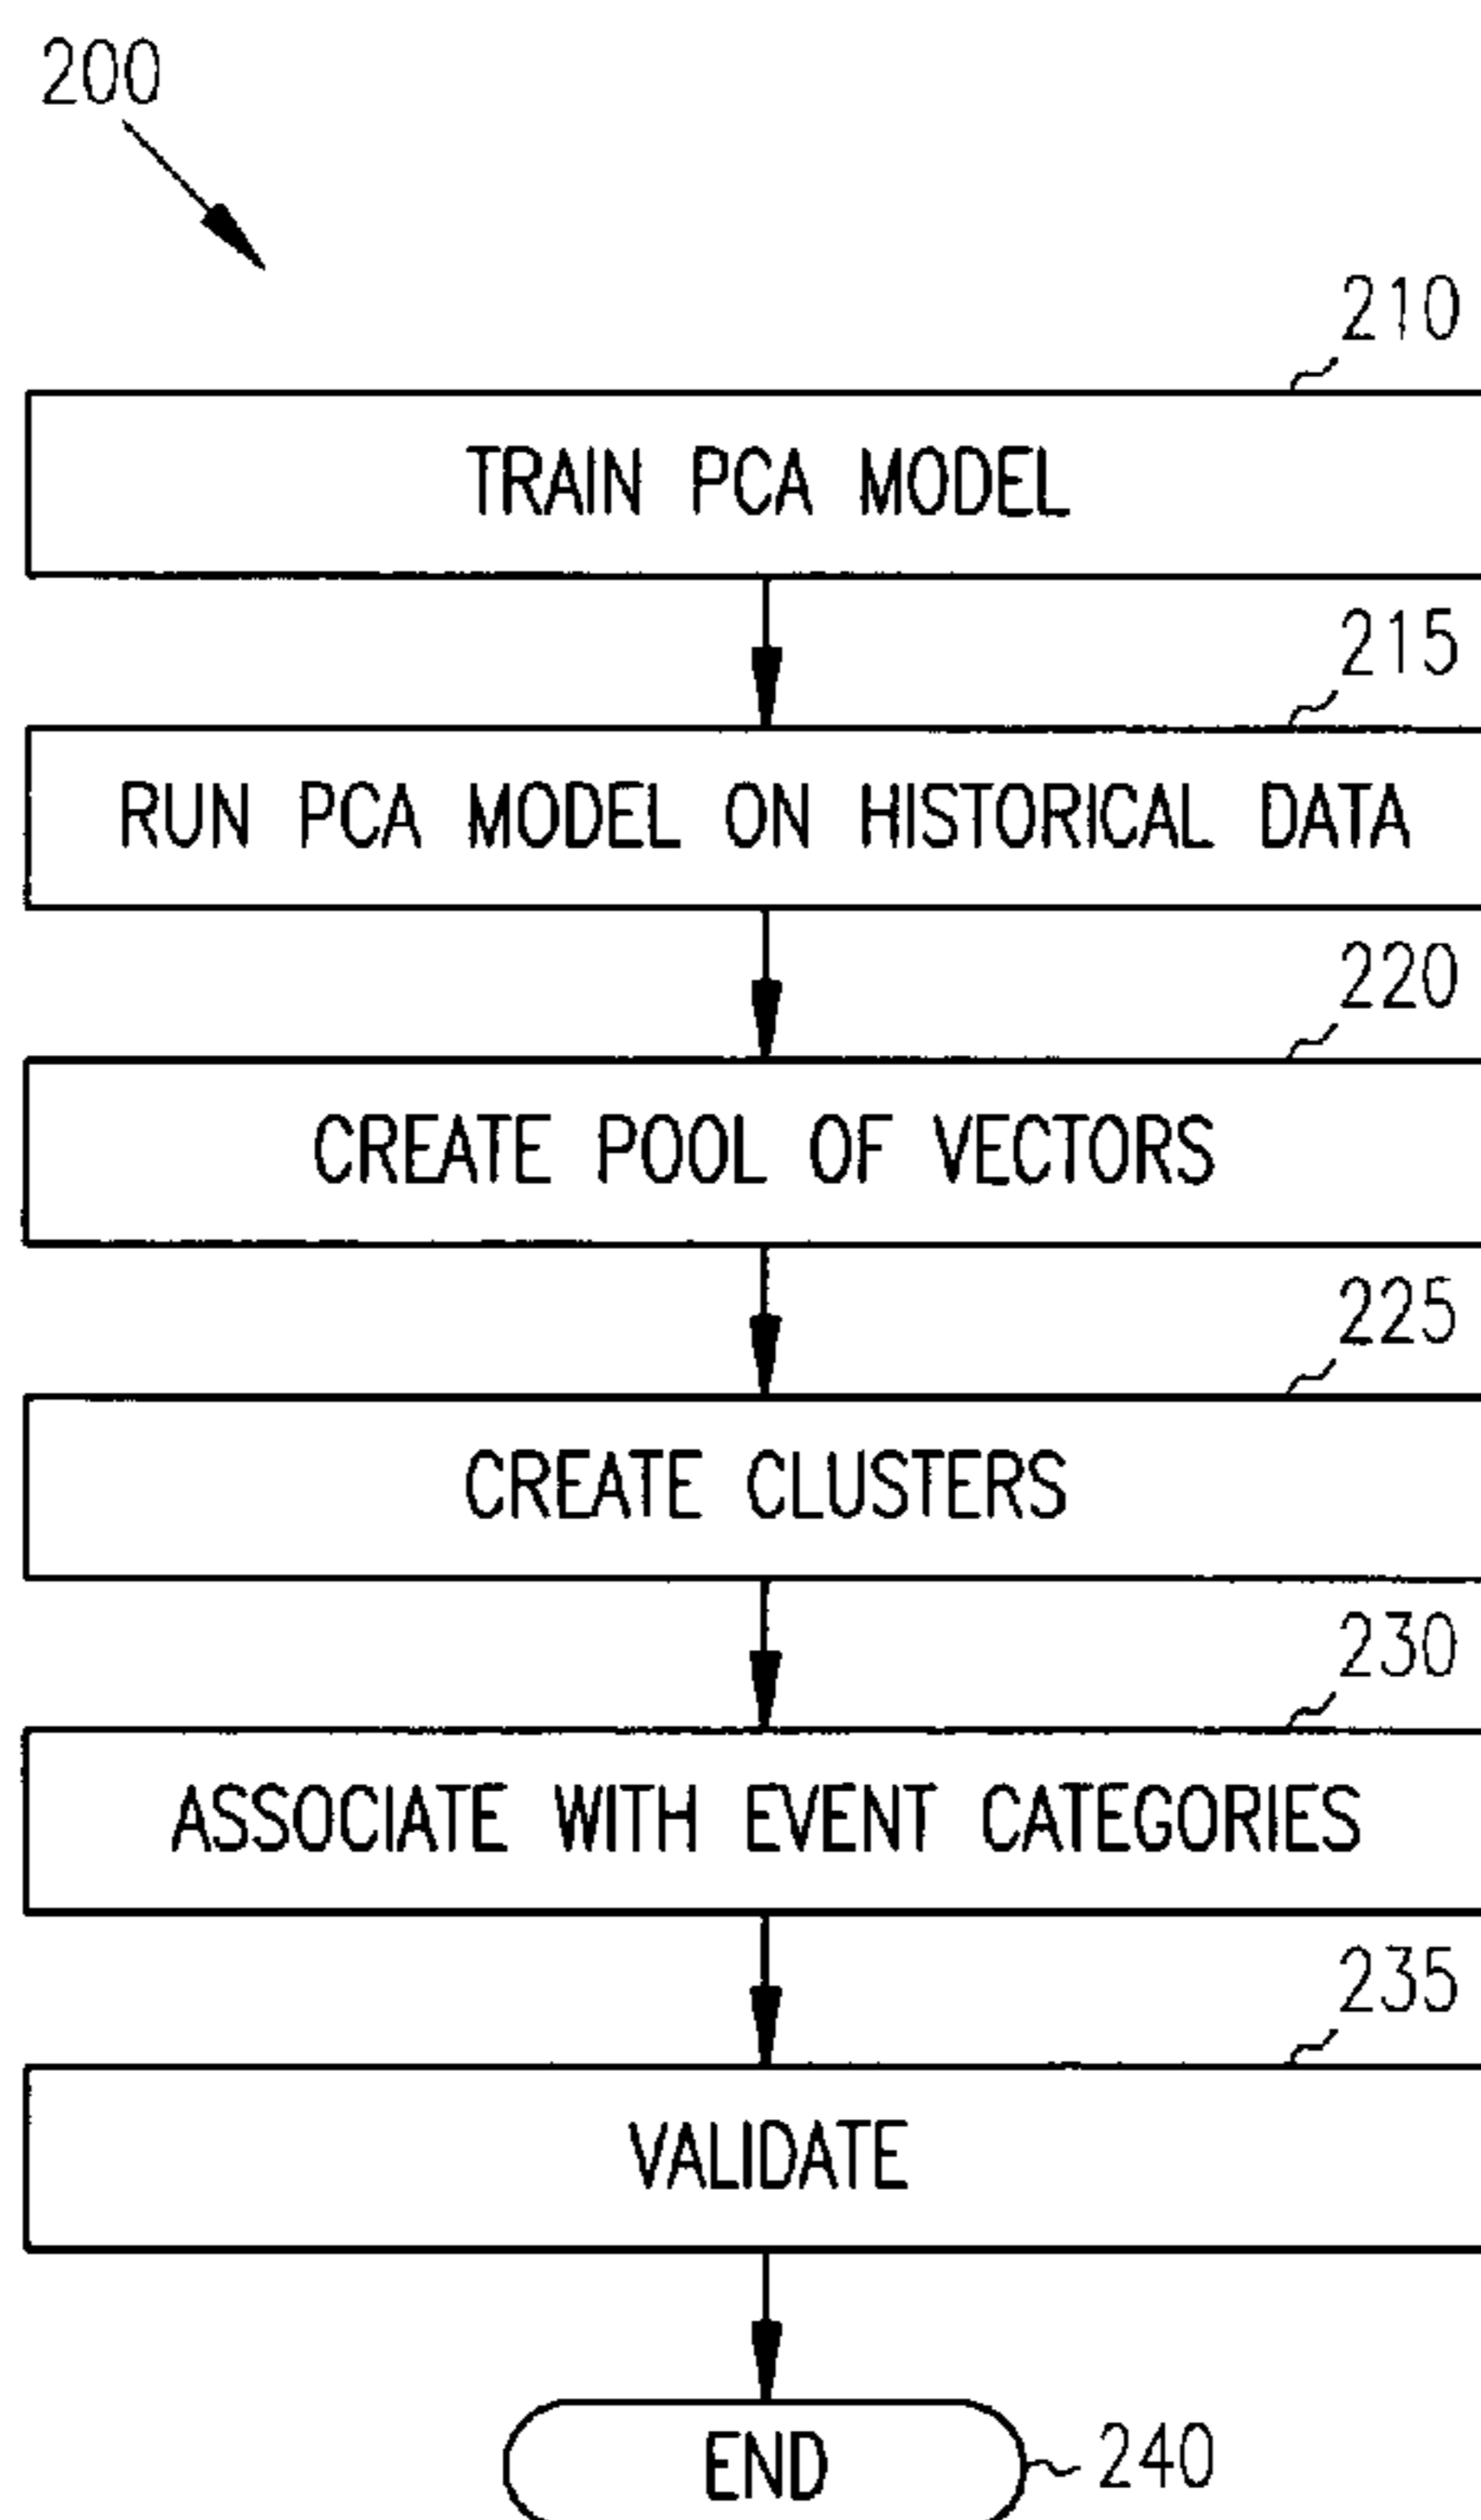 200
210
TRAIN PCA MODEL
215
RUN PCA MODEL ON HISTORICAL DATA
220
CREATE POOL OF VECTORS
225
CREATE CLUSTERS
230
ASSOCIATE WITH EVENT CATEGORIES
235
VALIDATE
END 240